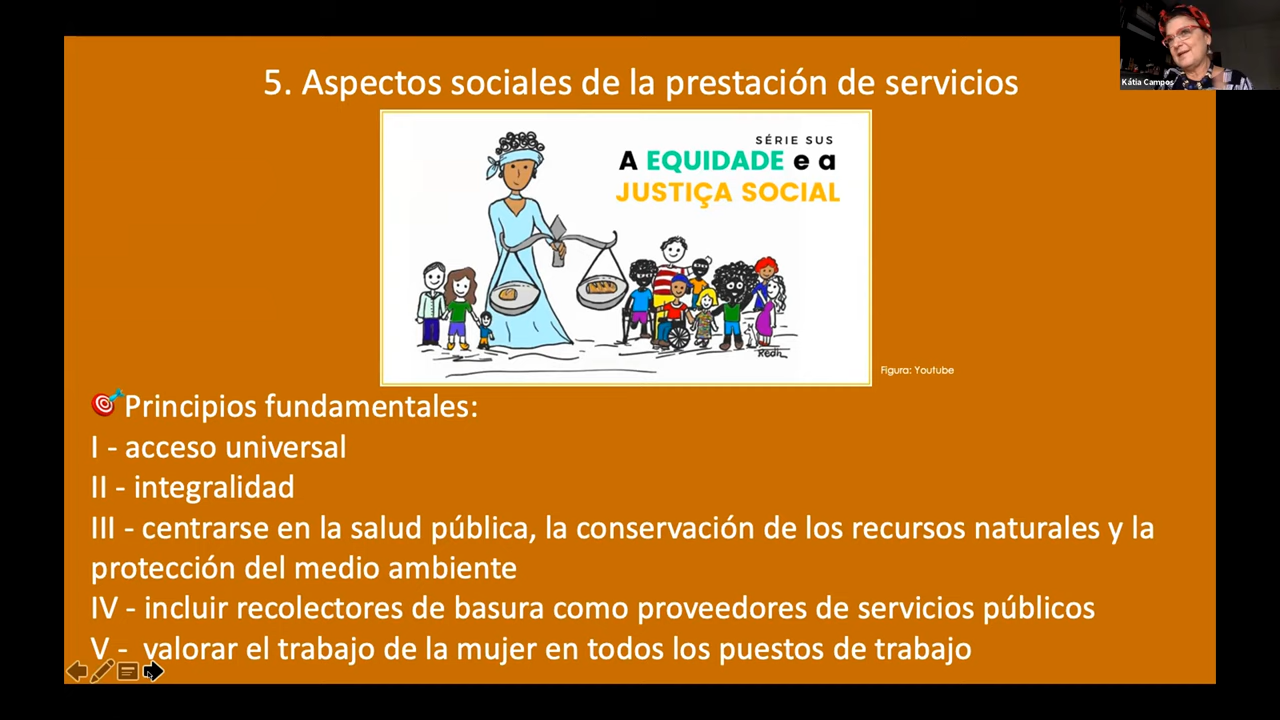 5. Aspectos sociales de la prestación de servicios
Kátia Campos
SÉRIE SUS
A EQUIDADE e a
JUSTIÇA SOCIAL
Redh
Figura: Youtube
Principios fundamentales:
I - acceso universal
II - integralidad
III - centrarse en la salud pública, la conservación de los recursos naturales y la
protección del medio ambiente
IV - incluir recolectores de basura como proveedores de servicios públicos
V - valorar el trabajo de la mujer en todos los puestos de trabajo